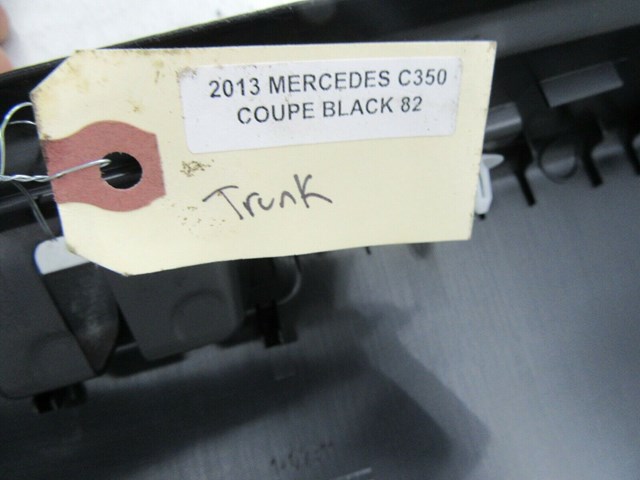 2013 MERCEDES C350
COUPE BLACK 82
Trunk